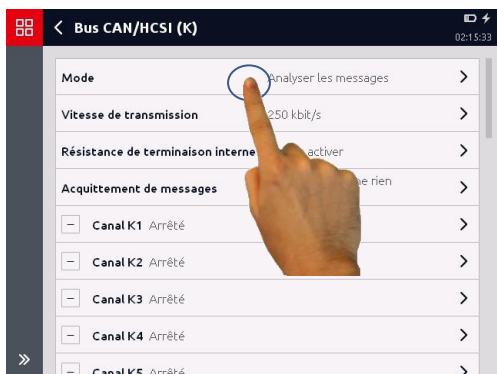 Bus CAN/HCSI (K)
02:15:33
Mode Analyser les messages
Vitesse de transmission 250 kbit/s
Résistance de terminaison interne activer
Acquittement de messages ne rien
Canal K1 Arrêté
Canal K2 Arrêté
Canal K3 Arrêté
Canal K4 Arrêté
Canal K5 Arrêté